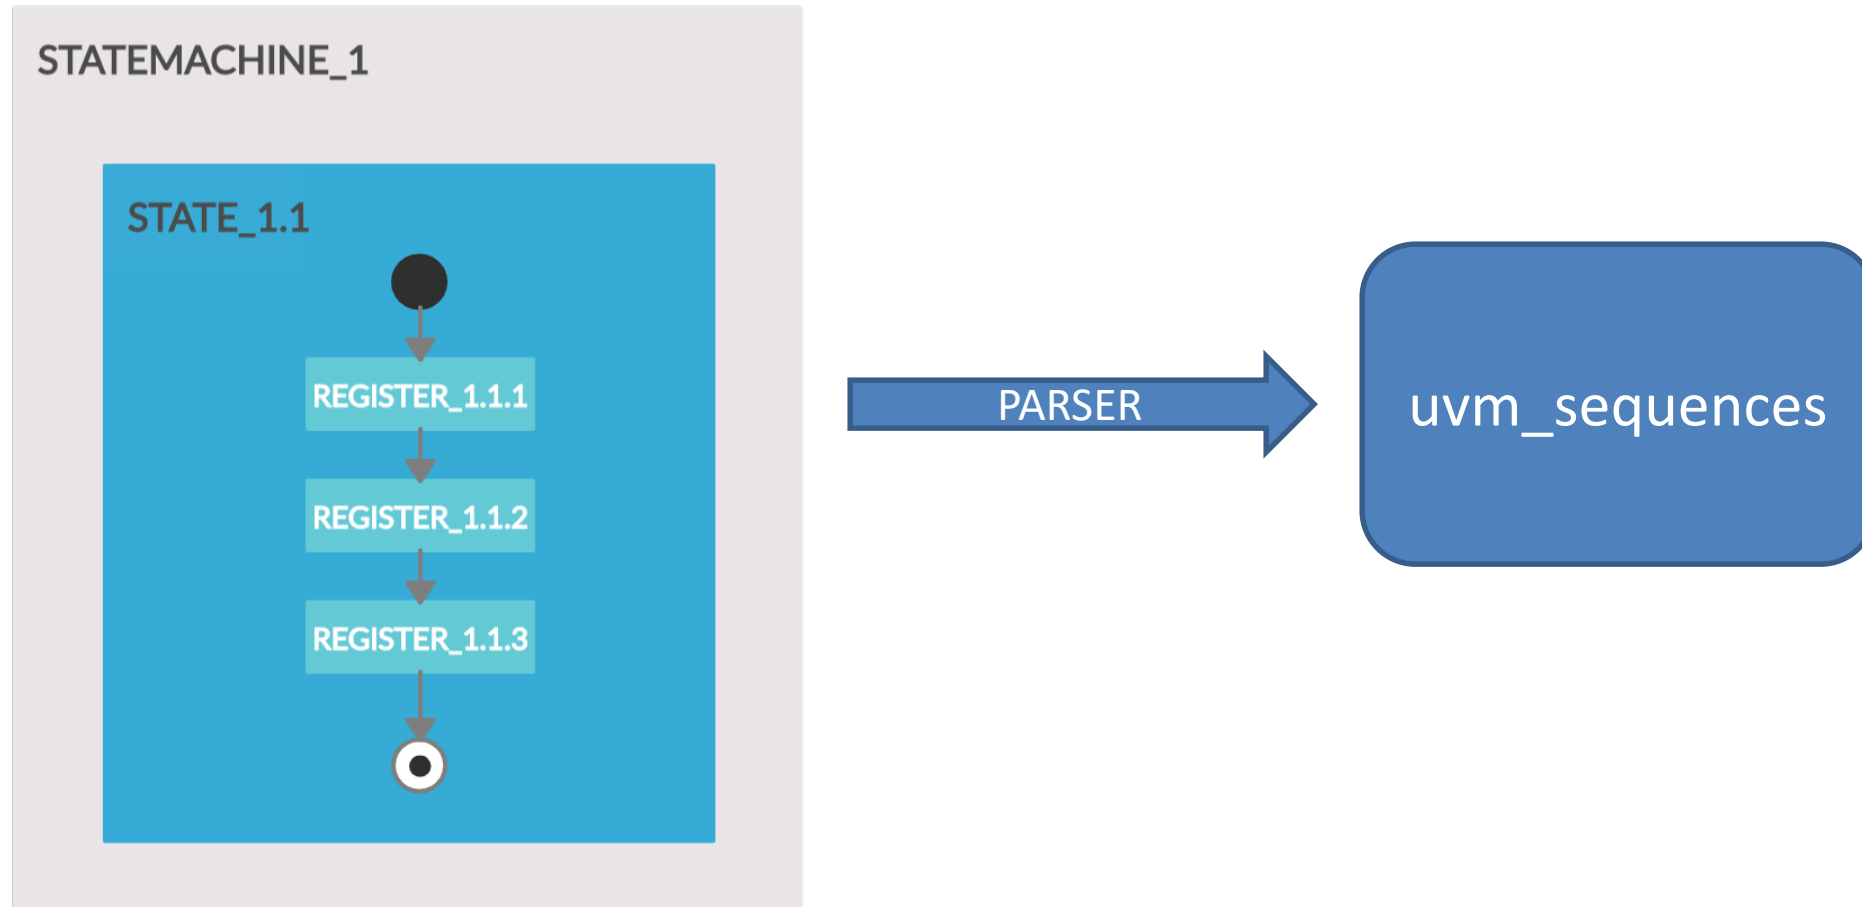 STATEMACHINE_1
STATE_1.1
REGISTER_1.1.1
REGISTER_1.1.2
REGISTER_1.1.3
PARSER
uvm_sequences